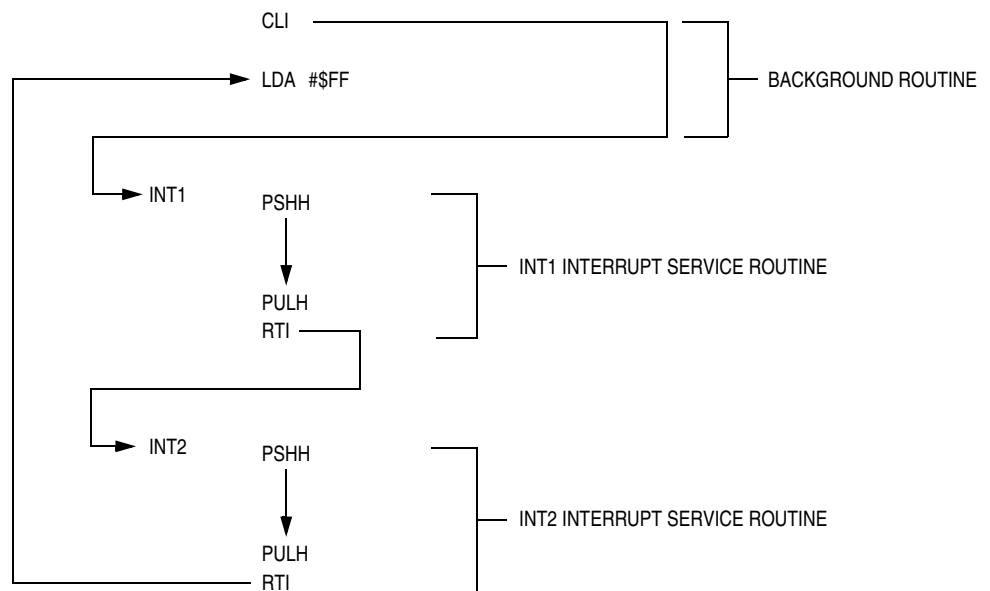 CLI
LDA #$FF
BACKGROUND ROUTINE
INT1
PSHH
INT1 INTERRUPT SERVICE ROUTINE
PULH
RTI
INT2
PSHH
INT2 INTERRUPT SERVICE ROUTINE
PULH
RTI